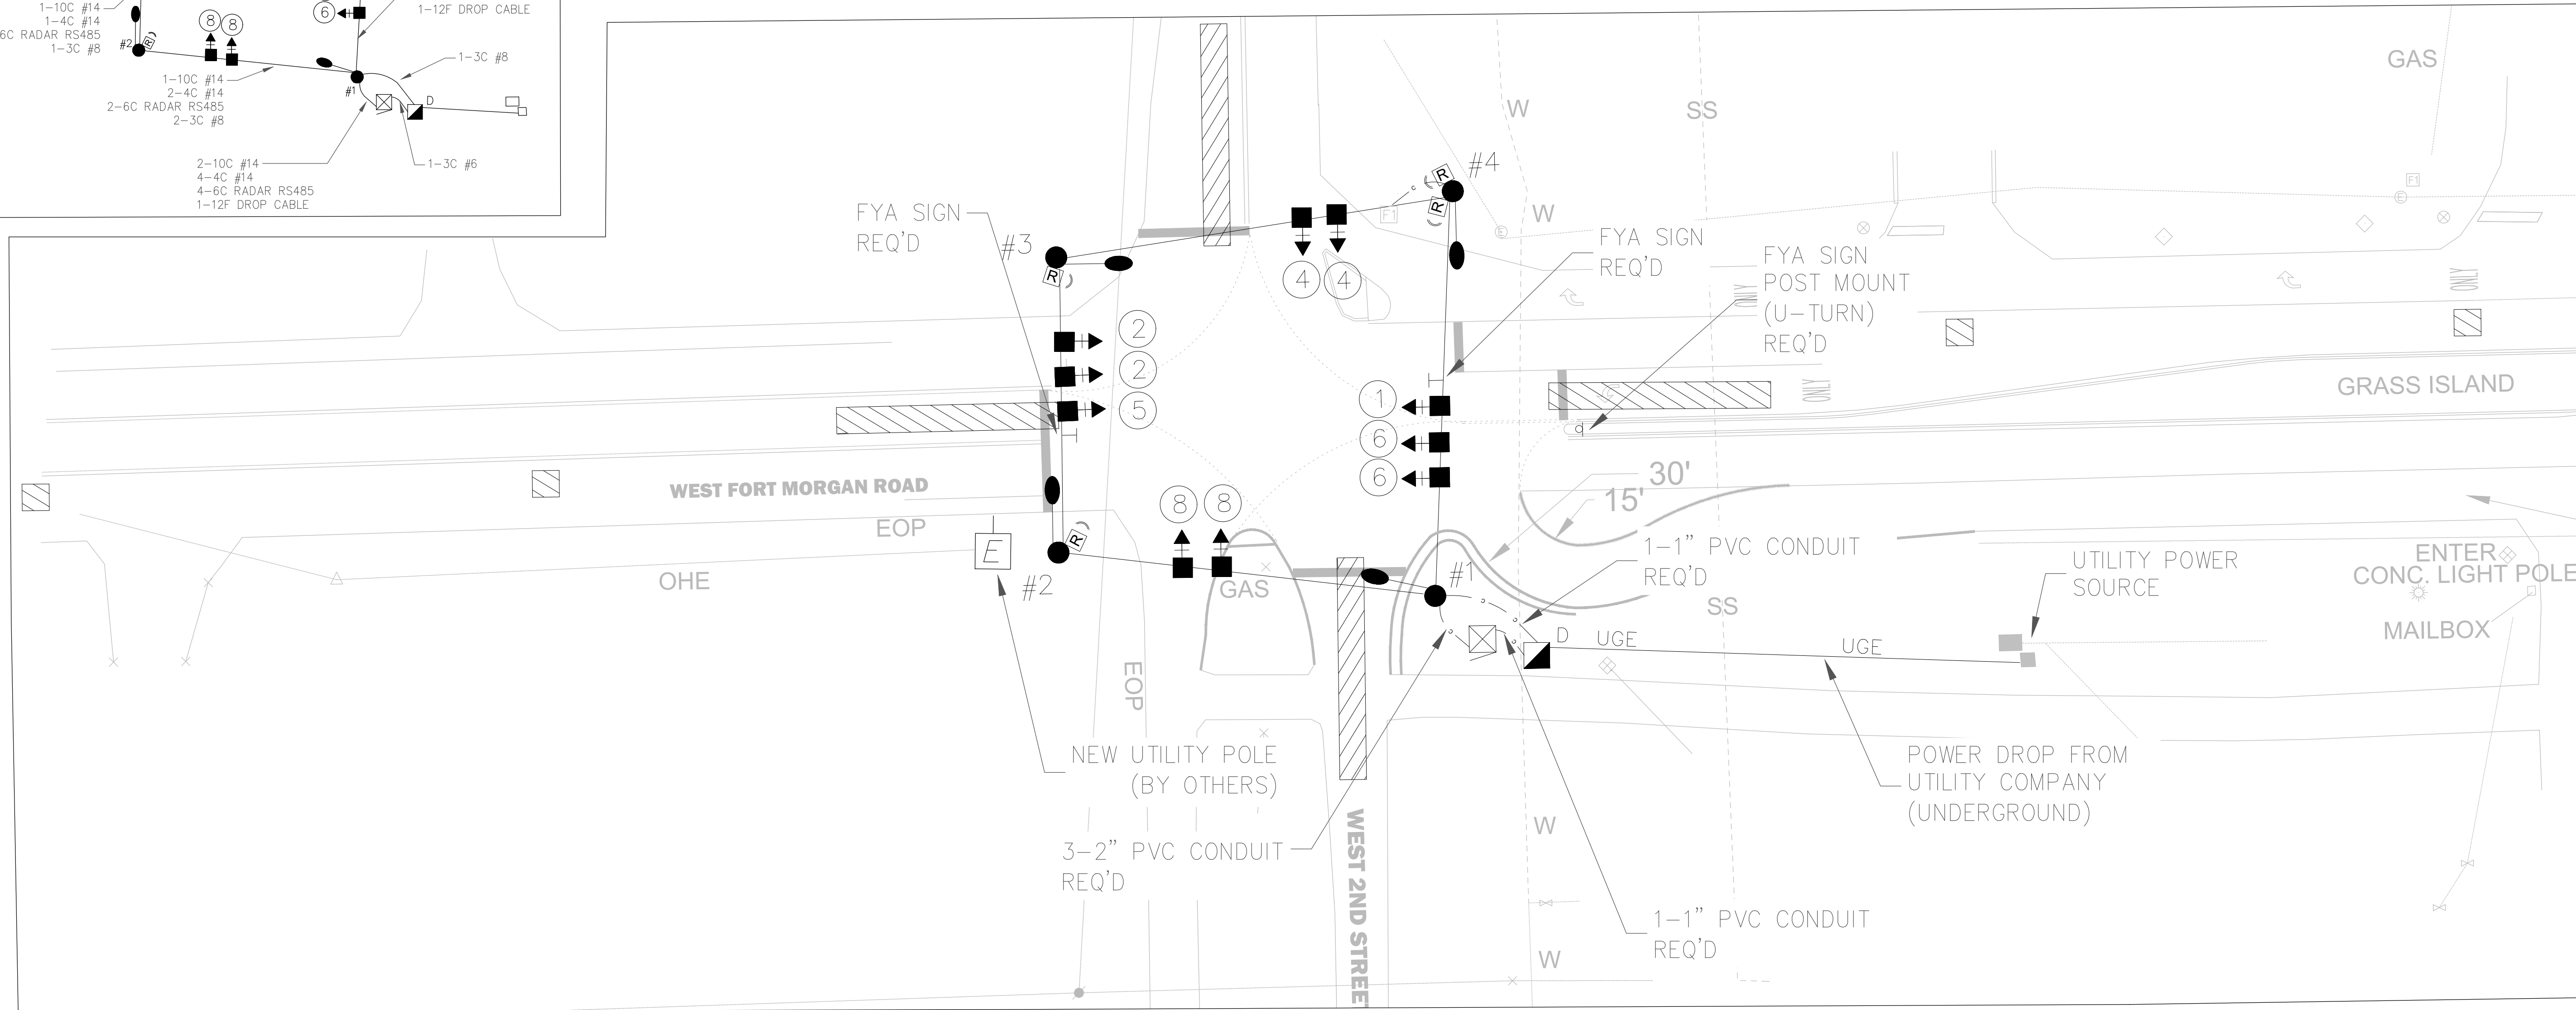 1-10C #14
1-4C #14
6C RADAR RS485
1-3C #8
#2
R
8
8
6
1-12F DROP CABLE
1-3C #8
#1
D
1-10C #14
2-4C #14
2-6C RADAR RS485
2-3C #8
2-10C #14
4-4C #14
4-6C RADAR RS485
1-12F DROP CABLE
1-3C #6
GAS
W
SS
#4
R
R
F1
F1
E
E
W
FYA SIGN
REQ'D
#3
R
4
4
FYA SIGN
REQ'D
FYA SIGN
POST MOUNT
(U-TURN)
REQ'D
ONLY
ONLY
ONLY
2
2
5
1
6
6
GRASS ISLAND
WEST FORT MORGAN ROAD
EOP
E
OHE
#2
R
8
8
GAS
#1
30'
15'
1-1" PVC CONDUIT
REQ'D
SS
UTILITY POWER
SOURCE
ENTER
CONC. LIGHT POLE
MAILBOX
D
UGE
UGE
EOP
NEW UTILITY POLE
(BY OTHERS)
POWER DROP FROM
UTILITY COMPANY
(UNDERGROUND)
3-2" PVC CONDUIT
REQ'D
WEST 2ND STREE
W
1-1" PVC CONDUIT
REQ'D
W